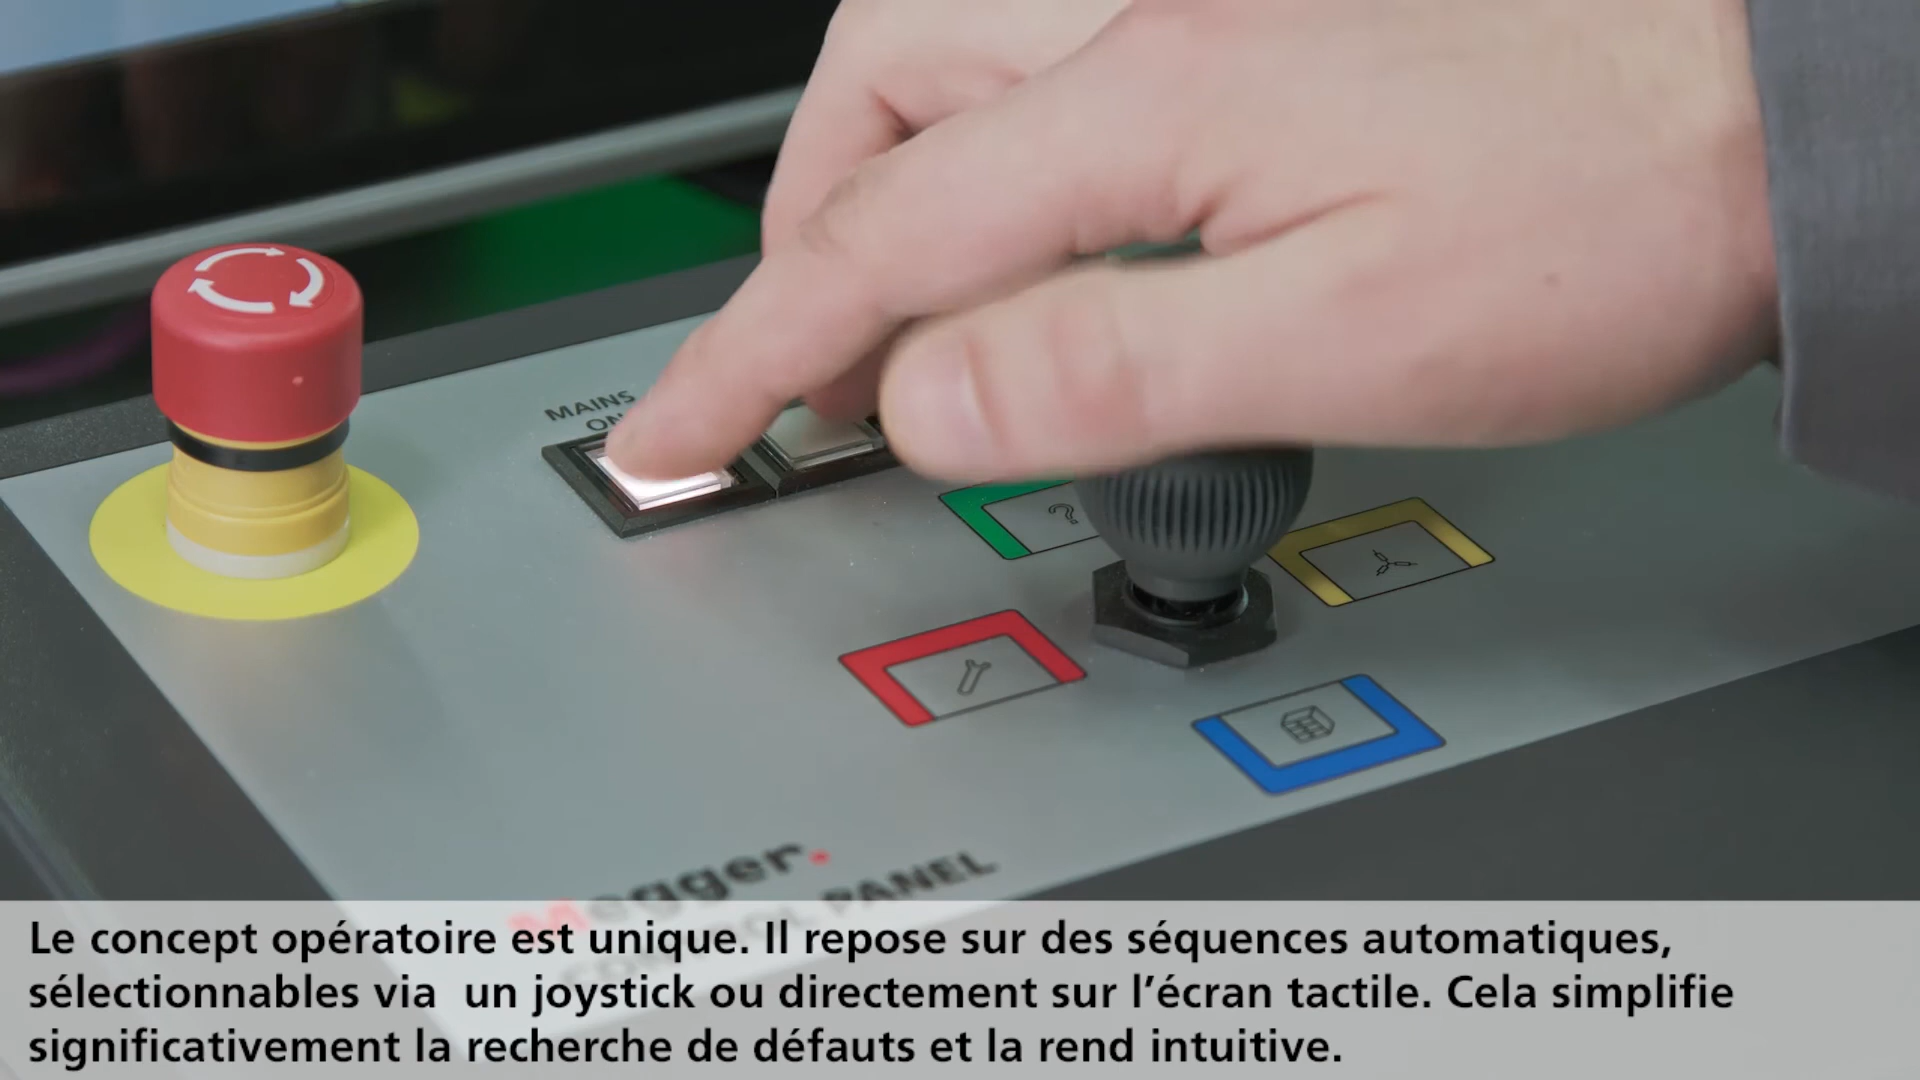 MAINS
ON
Megger.
CONTROL PANEL
Le concept opératoire est unique. Il repose sur des séquences automatiques,
sélectionnables via  un joystick ou directement sur l’écran tactile. Cela simplifie
significativement la recherche de défauts et la rend intuitive.